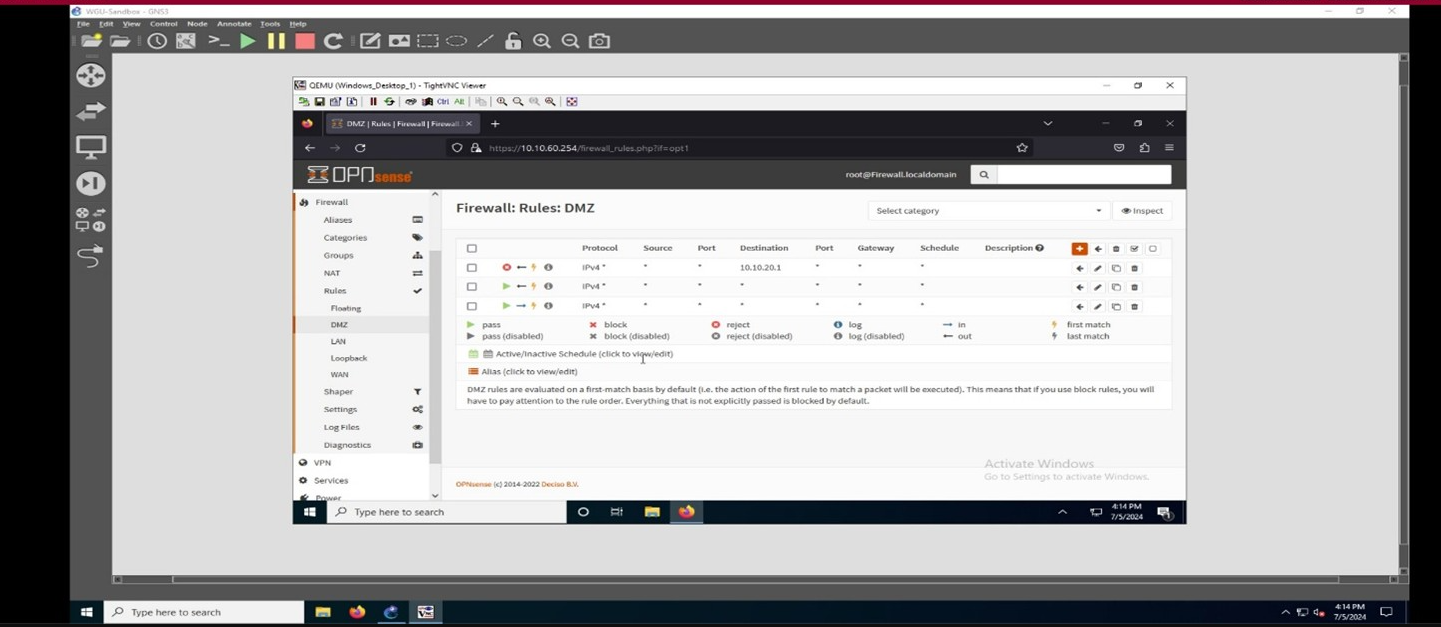 WGU-Sandbox - GNS3
File Edit View Control Node Annotate Tools Help
QEMU (Windows_Desktop_1) - TightVNC Viewer
Ctrl Alt
DMZ | Rules | Firewall | Firewall.
https://10.10.60.254/firewall_rules.php?if=opt1
OPNsense
root@Firewall.localdomain
Firewall
Aliases
Categories
Groups
NAT
Rules
Floating
DMZ
LAN
Loopback
WAN
Shaper
Settings
Log Files
Diagnostics
VPN
Services
Power
Firewall: Rules: DMZ
Select category
Inspect
Protocol Source Port Destination Port Gateway Schedule Description
IPv4 * * * 10.10.20.1 * * *
IPv4 * * * * * * *
IPv4 * * * * * * *
pass block reject log in first match
pass (disabled) block (disabled) reject (disabled) log (disabled) out last match
Active/Inactive Schedule (click to view/edit)
Alias (click to view/edit)
DMZ rules are evaluated on a first-match basis by default (i.e. the action of the first rule to match a packet will be executed). This means that if you use block rules, you will
have to pay attention to the rule order. Everything that is not explicitly passed is blocked by default.
Activate Windows
Go to Settings to activate Windows.
OPNsense (c) 2014-2022 Deciso B.V.
Type here to search
4:14 PM
7/5/2024
Type here to search
4:14 PM
7/5/2024